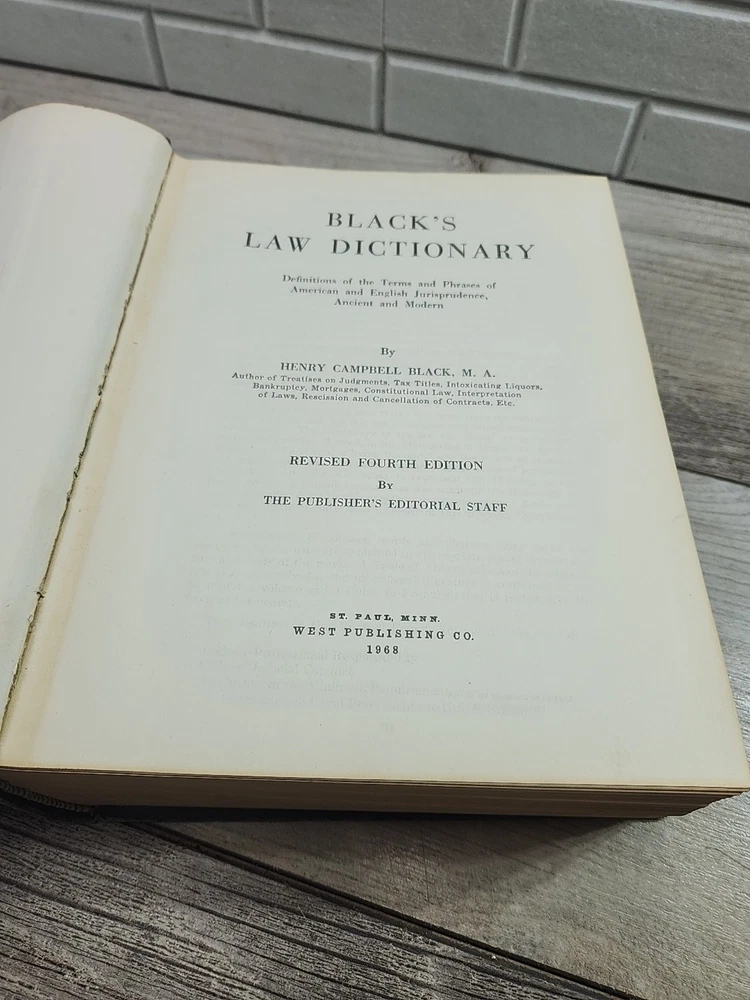 BLACK'S
LAW DICTIONARY
Definitions of the Terms and Phrases of
American and English Jurisprudence,
Ancient and Modern
By
HENRY CAMPBELL BLACK, M. A.
Author of Treatises on Judgments, Tax Titles, Intoxicating Liquors,
Bankruptcy, Mortgages, Constitutional Law, Interpretation
of Laws, Rescission and Cancellation of Contracts, Etc.
REVISED FOURTH EDITION
By
THE PUBLISHER'S EDITORIAL STAFF
ST. PAUL, MINN.
WEST PUBLISHING CO.
1968